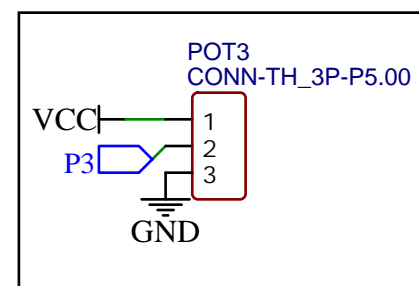 POT3
CONN-TH_3P-P5.00
VCC
1
P3
2
3
GND